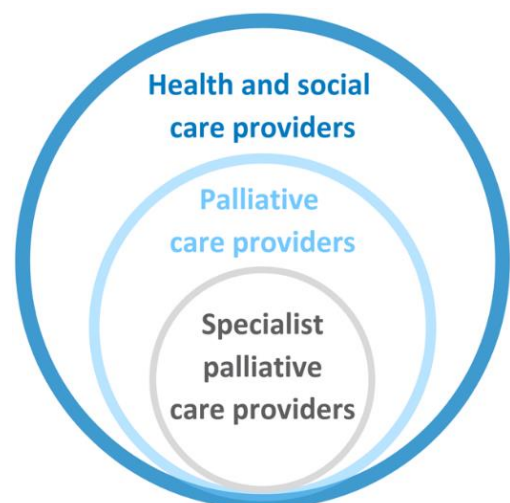 Health and social
care providers
Palliative
care providers
Specialist
palliative
care providers